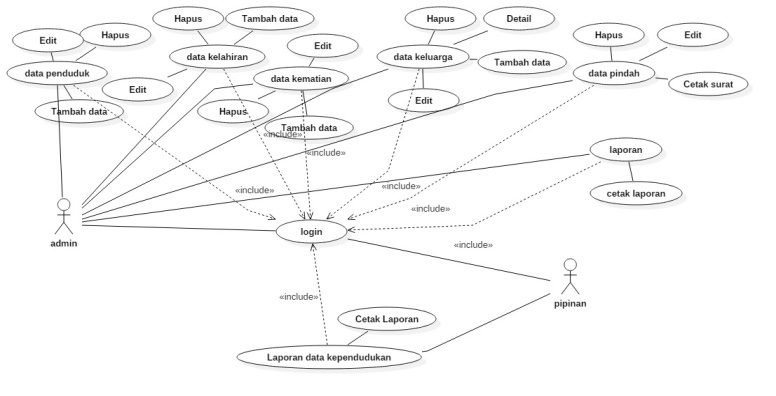 Hapus
Tambah data
Hapus
Detail
Edit
Hapus
Edit
Hapus
Edit
data kelahiran
data keluarga
Tambah data
data penduduk
data kematian
data pindah
Edit
Cetak surat
Tambah data
Hapus
Edit
Tambah data
«include»
«include»
laporan
«include»
«include»
cetak laporan
«include»
admin
login
«include»
pipinan
«include»
Cetak Laporan
Laporan data kependudukan